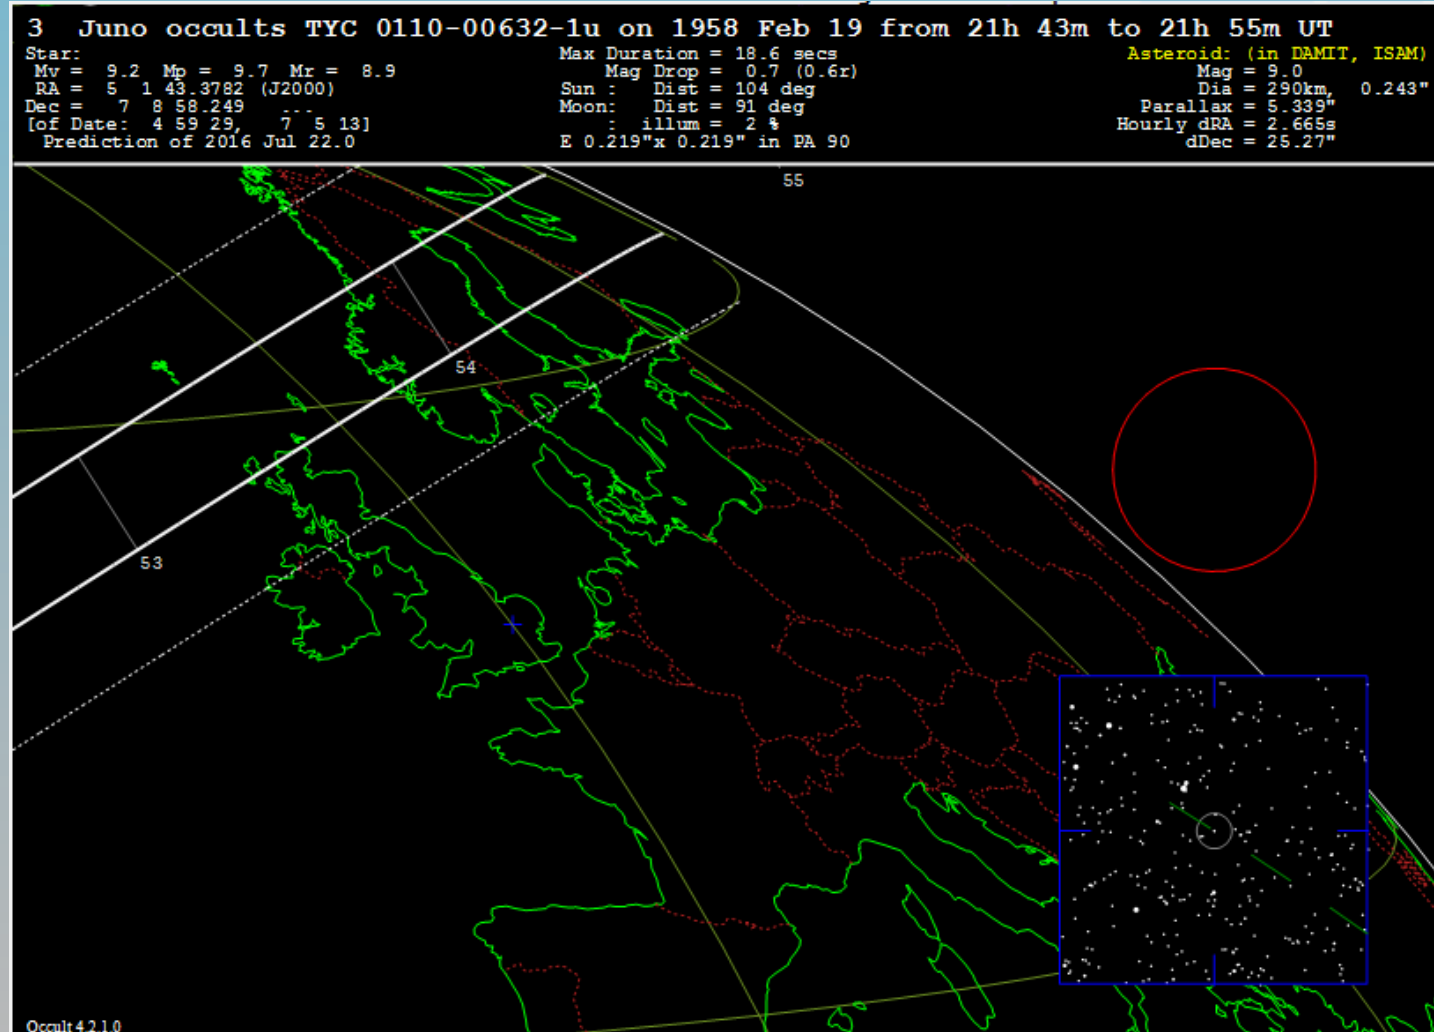 3 Juno occults TYC 0110-00632-1u on 1958 Feb 19 from 21h 43m to 21h 55m UT
Star:
Mv = 9.2 Mp = 9.7 Mr = 8.9
RA = 5 1 43.3782 (J2000)
Dec = 7 8 58.249 ...
[of Date: 4 59 29, 7 5 13]
Prediction of 2016 Jul 22.0
Max Duration = 18.6 secs
Mag Drop = 0.7 (0.6r)
Sun : Dist = 104 deg
Moon: Dist = 91 deg
: illum = 2 %
E 0.219"x 0.219" in PA 90
Asteroid: (in DAMIT, ISAM)
Mag = 9.0
Dia = 290km, 0.243"
Parallax = 5.339"
Hourly dRA = 2.665s
dDec = 25.27"
55
54
53
Occult 4.2.1.0